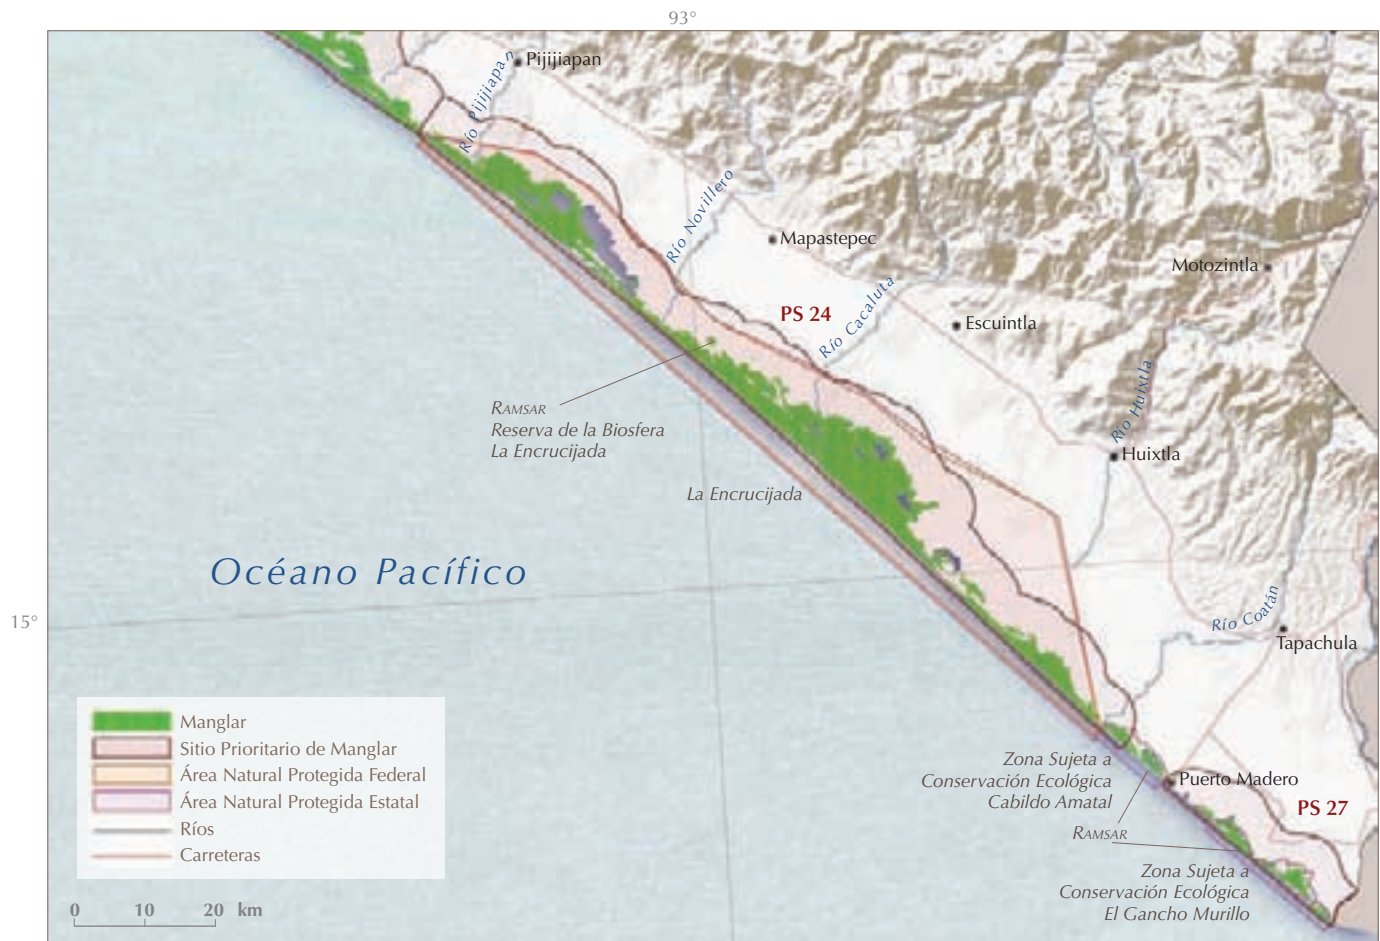 93°
Pijijiapan
Río Pijijiapan
Río Novillero
Mapastepec
Motozintla
PS 24
Río Cacaluta
Escuintla
Río Huixtla
RAMSAR
Reserva de la Biosfera
La Encrucijada
Huixtla
La Encrucijada
Océano Pacífico
15°
Río Coatán
Tapachula
Manglar
Sitio Prioritario de Manglar
Área Natural Protegida Federal
Área Natural Protegida Estatal
Ríos
Carreteras
Zona Sujeta a
Conservación Ecológica
Cabildo Amatal
Puerto Madero
PS 27
RAMSAR
Zona Sujeta a
Conservación Ecológica
El Gancho Murillo
0 10 20 km